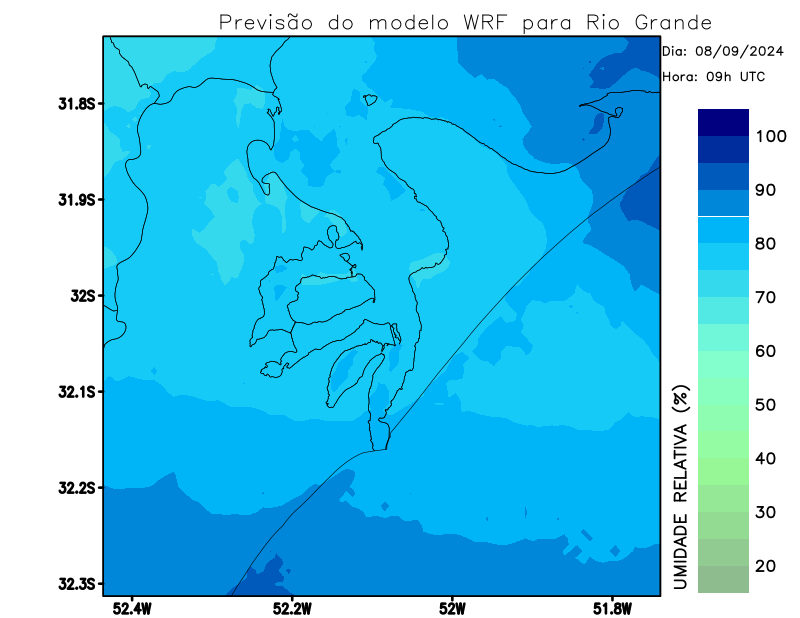 Previsão do modelo WRF para Rio Grande
Dia: 08/09/2024
Hora: 09h UTC
31.8S
31.9S
32S
32.1S
32.2S
32.3S
52.4W
52.2W
52W
51.8W
100
90
80
70
60
50
40
30
20
UMIDADE RELATIVA (%)